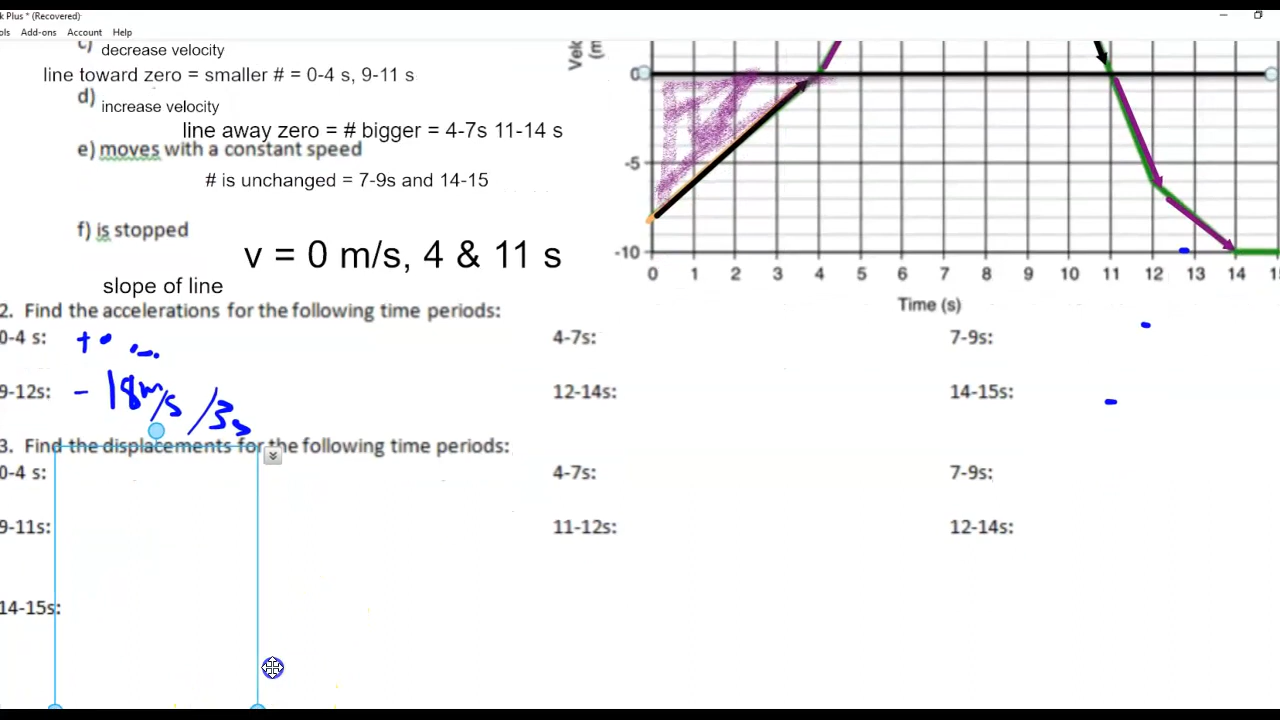 k Plus * (Recovered)
ols Add-ons Account Help
c) decrease velocity
line toward zero = smaller # = 0-4 s, 9-11 s
d) increase velocity
line away zero = # bigger = 4-7s 11-14 s
e) moves with a constant speed
# is unchanged = 7-9s and 14-15
f) is stopped
v = 0 m/s, 4 & 11 s
slope of line
2. Find the accelerations for the following time periods:
0-4 s: + 4-7s: 7-9s:
9-12s: - 18 m/s /3s 12-14s: 14-15s:
3. Find the displacements for the following time periods:
0-4 s: 4-7s: 7-9s:
9-11s: 11-12s: 12-14s:
14-15s:
(m
0
-5
-10
0 1 2 3 4 5 6 7 8 9 10 11 12 13 14 15
Time (s)